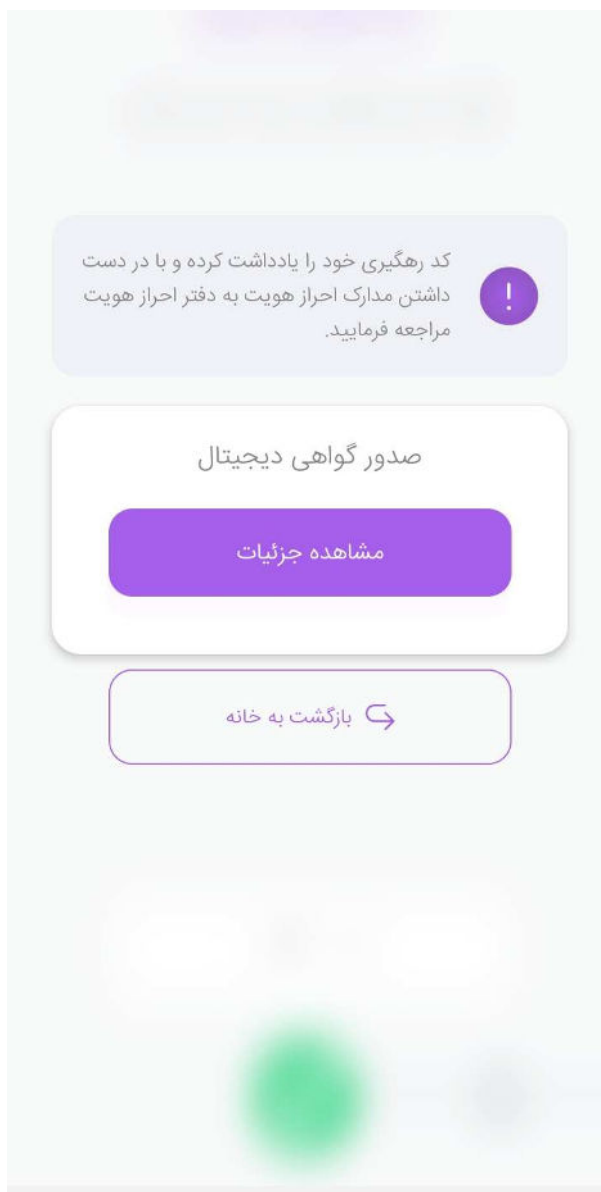 کد رهگیری خود را یادداشت کرده و با در دست
داشتن مدارک احراز هویت به دفتر احراز هویت
مراجعه فرمایید.
صدور گواهی دیجیتال
مشاهده جزئیات
بازگشت به خانه